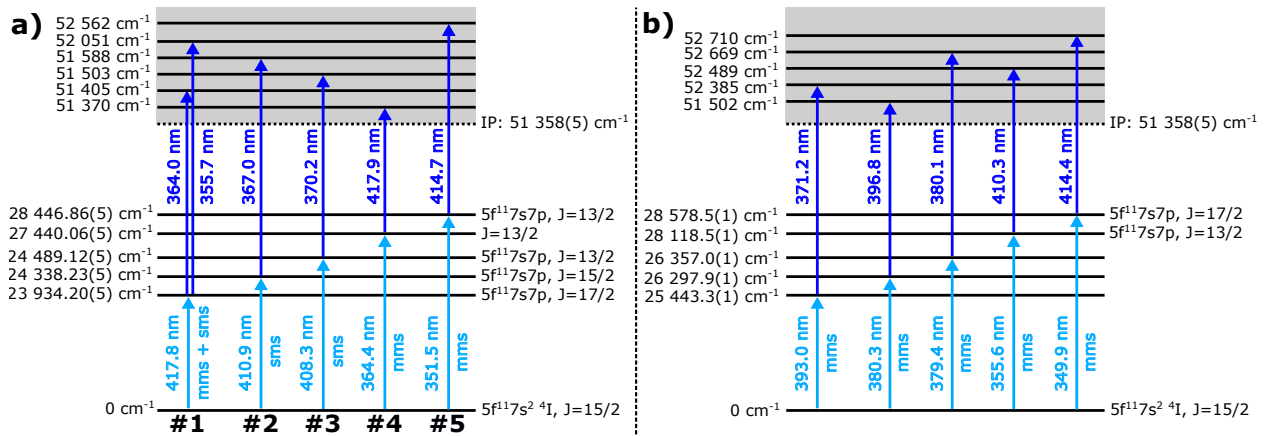 a)
52 562 cm⁻¹
52 051 cm⁻¹
51 588 cm⁻¹
51 503 cm⁻¹
51 405 cm⁻¹
51 370 cm⁻¹
IP: 51 358(5) cm⁻¹
364.0 nm
355.7 nm
367.0 nm
370.2 nm
417.9 nm
414.7 nm
28 446.86(5) cm⁻¹
5f¹¹7s7p, J=13/2
27 440.06(5) cm⁻¹
J=13/2
24 489.12(5) cm⁻¹
5f¹¹7s7p, J=13/2
24 338.23(5) cm⁻¹
5f¹¹7s7p, J=15/2
23 934.20(5) cm⁻¹
5f¹¹7s7p, J=17/2
417.8 nm
mms + sms
410.9 nm
sms
408.3 nm
sms
364.4 nm
mms
351.5 nm
mms
0 cm⁻¹
5f¹¹7s² ⁴I, J=15/2
#1 #2 #3 #4 #5
b)
52 710 cm⁻¹
52 669 cm⁻¹
52 489 cm⁻¹
52 385 cm⁻¹
51 502 cm⁻¹
IP: 51 358(5) cm⁻¹
371.2 nm
396.8 nm
380.1 nm
410.3 nm
414.4 nm
28 578.5(1) cm⁻¹
5f¹¹7s7p, J=17/2
28 118.5(1) cm⁻¹
5f¹¹7s7p, J=13/2
26 357.0(1) cm⁻¹
26 297.9(1) cm⁻¹
25 443.3(1) cm⁻¹
393.0 nm
mms
380.3 nm
mms
379.4 nm
mms
355.6 nm
mms
349.9 nm
mms
0 cm⁻¹
5f¹¹7s² ⁴I, J=15/2